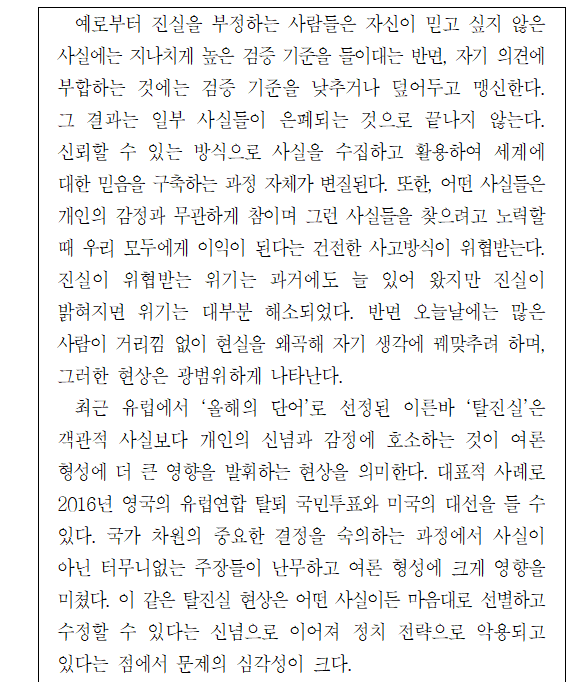 예로부터 진실을 부정하는 사람들은 자신이 믿고 싶지 않은
사실에는 지나치게 높은 검증 기준을 들이대는 반면, 자기 의견에
부합하는 것에는 검증 기준을 낮추거나 덮어두고 맹신한다.
그 결과는 일부 사실들이 은폐되는 것으로 끝나지 않는다.
신뢰할 수 있는 방식으로 사실을 수집하고 활용하여 세계에
대한 믿음을 구축하는 과정 자체가 변질된다. 또한, 어떤 사실들은
개인의 감정과 무관하게 참이며 그런 사실들을 찾으려고 노력할
때 우리 모두에게 이익이 된다는 건전한 사고방식이 위협받는다.
진실이 위협받는 위기는 과거에도 늘 있어 왔지만 진실이
밝혀지면 위기는 대부분 해소되었다. 반면 오늘날에는 많은
사람이 거리낌 없이 현실을 왜곡해 자기 생각에 꿰맞추려 하며,
그러한 현상은 광범위하게 나타난다.
최근 유럽에서 ‘올해의 단어’로 선정된 이른바 ‘탈진실’은
객관적 사실보다 개인의 신념과 감정에 호소하는 것이 여론
형성에 더 큰 영향을 발휘하는 현상을 의미한다. 대표적 사례로
2016년 영국의 유럽연합 탈퇴 국민투표와 미국의 대선을 들 수
있다. 국가 차원의 중요한 결정을 숙의하는 과정에서 사실이
아닌 터무니없는 주장들이 난무하고 여론 형성에 크게 영향을
미쳤다. 이 같은 탈진실 현상은 어떤 사실이든 마음대로 선별하고
수정할 수 있다는 신념으로 이어져 정치 전략으로 악용되고
있다는 점에서 문제의 심각성이 크다.